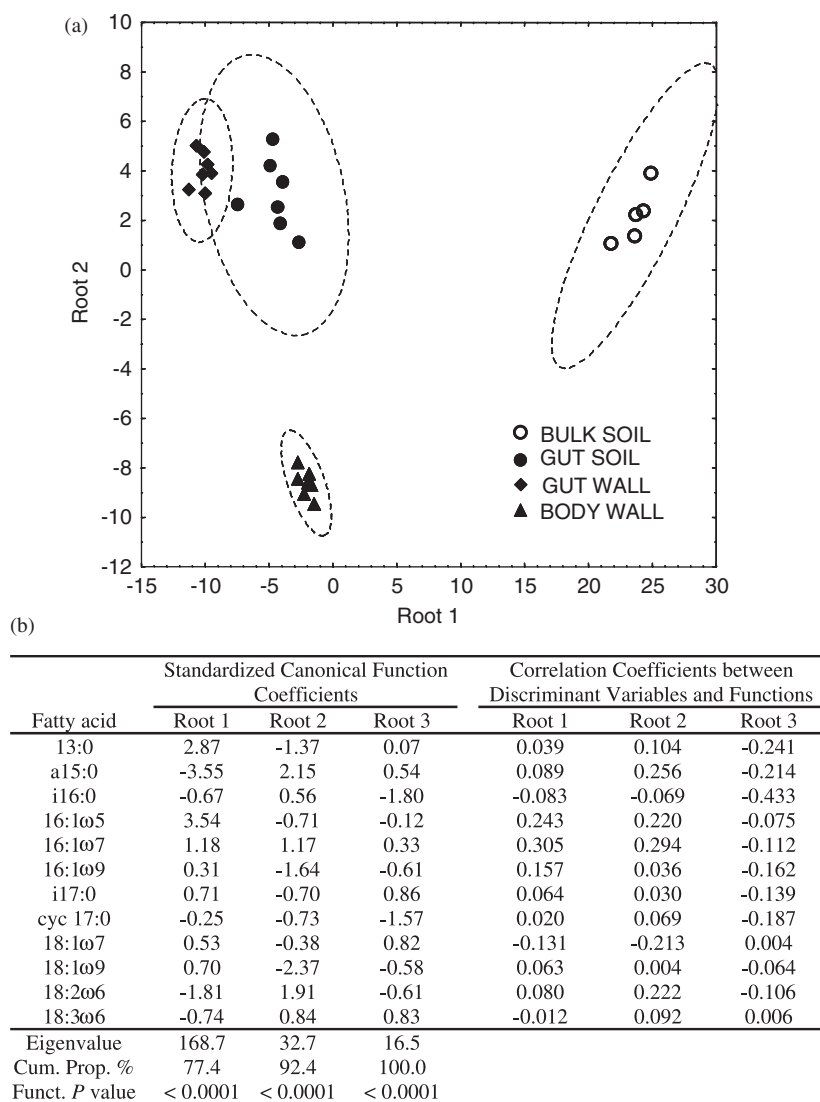 (a)
10
8
6
4
2
0
-2
-4
-6
-8
-10
-12
Root 2
BULK SOIL
GUT SOIL
GUT WALL
BODY WALL
-15 -10 -5 0 5 10 15 20 25 30
Root 1
(b)
Standardized Canonical Function Coefficients Correlation Coefficients between Discriminant Variables and Functions
Fatty acid Root 1 Root 2 Root 3 Root 1 Root 2 Root 3
13:0 2.87 -1.37 0.07 0.039 0.104 -0.241
a15:0 -3.55 2.15 0.54 0.089 0.256 -0.214
i16:0 -0.67 0.56 -1.80 -0.083 -0.069 -0.433
16:1ω5 3.54 -0.71 -0.12 0.243 0.220 -0.075
16:1ω7 1.18 1.17 0.33 0.305 0.294 -0.112
16:1ω9 0.31 -1.64 -0.61 0.157 0.036 -0.162
i17:0 0.71 -0.70 0.86 0.064 0.030 -0.139
cyc 17:0 -0.25 -0.73 -1.57 0.020 0.069 -0.187
18:1ω7 0.53 -0.38 0.82 -0.131 -0.213 0.004
18:1ω9 0.70 -2.37 -0.58 0.063 0.004 -0.064
18:2ω6 -1.81 1.91 -0.61 0.080 0.222 -0.106
18:3ω6 -0.74 0.84 0.83 -0.012 0.092 0.006
Eigenvalue 168.7 32.7 16.5
Cum. Prop. % 77.4 92.4 100.0
Funct. P value < 0.0001 < 0.0001 < 0.0001